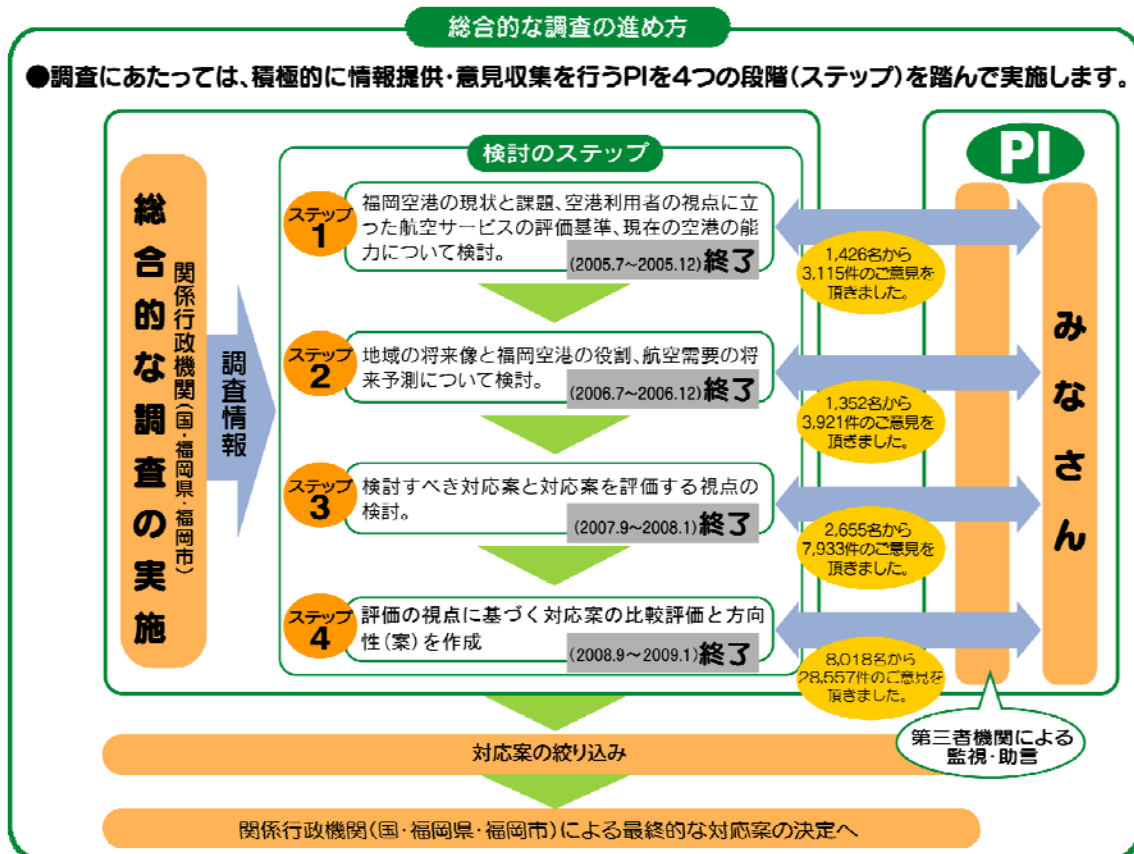 総合的な調査の進め方
●調査にあたっては、積極的に情報提供・意見収集を行うPIを4つの段階(ステップ)を踏んで実施します。
総合的な調査の実施
関係行政機関(国・福岡県・福岡市)
調査情報
検討のステップ
ステップ
1
福岡空港の現状と課題、空港利用者の視点に立
った航空サービスの評価基準、現在の空港の能
力について検討。
(2005.7～2005.12)終了
1,426名から
3,115件のご意見を
頂きました。
ステップ
2
地域の将来像と福岡空港の役割、航空需要の将
来予測について検討。
(2006.7～2006.12)終了
1,352名から
3,921件のご意見を
頂きました。
ステップ
3
検討すべき対応案と対応案を評価する視点の
検討。
(2007.9～2008.1)終了
2,655名から
7,933件のご意見を
頂きました。
ステップ
4
評価の視点に基づく対応案の比較評価と方向
性(案)を作成
(2008.9～2009.1)終了
8,018名から
28,557件のご意見を
頂きました。
PI
みなさん
第三者機関による
監視・助言
対応案の絞り込み
関係行政機関(国・福岡県・福岡市)による最終的な対応案の決定へ